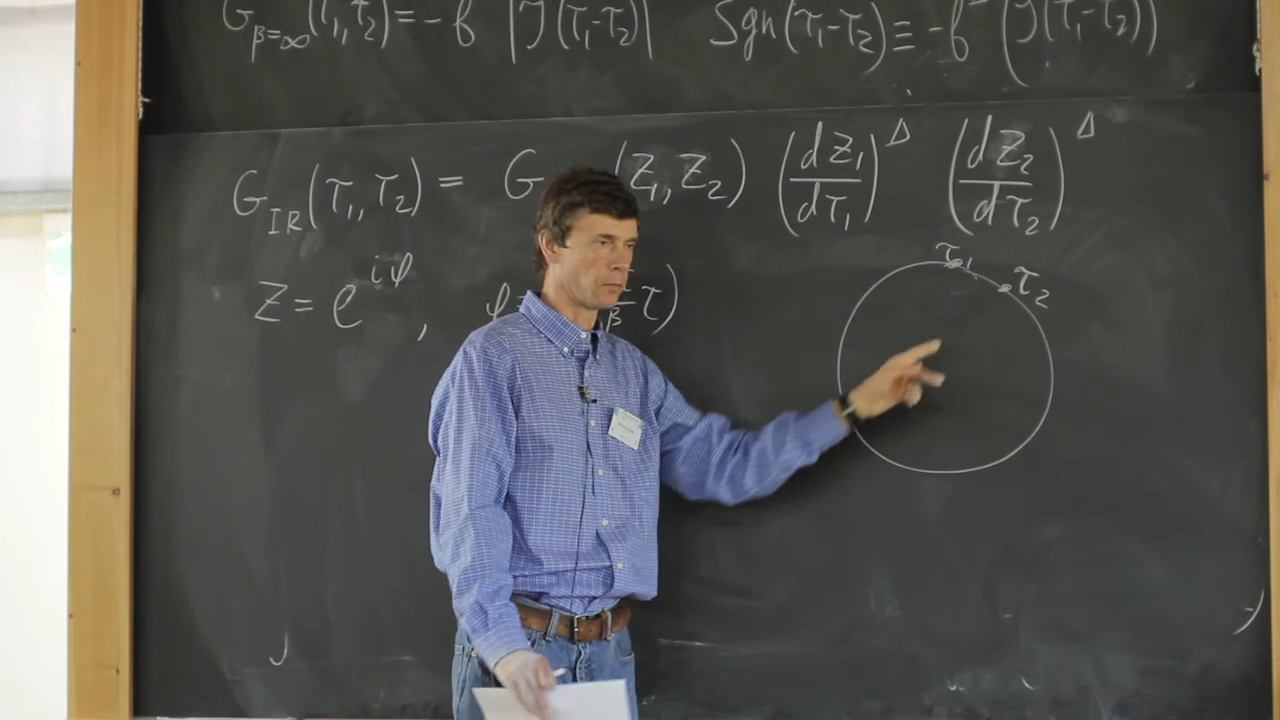 G_{β=∞}(τ₁,τ₂) = -b |J(τ₁-τ₂)| Sgn(τ₁-τ₂) ≡ -b (J(τ₁-τ₂))
G_{IR}(τ₁,τ₂) = G (z₁,z₂) (dz₁/dτ₁)^Δ (dz₂/dτ₂)^Δ
τ₁ τ₂
z = e^{iφ}, φ β τ)